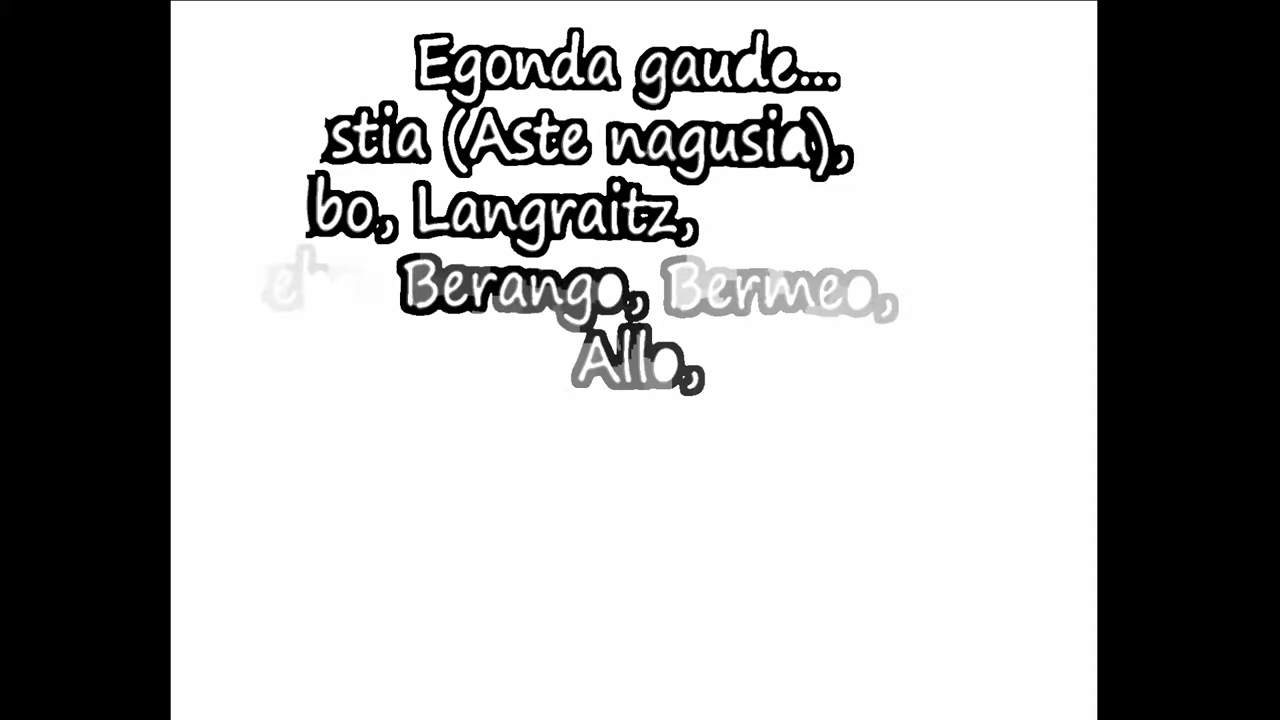 Egonda gaude...
stia (Aste nagusia),
bo, Langraitz,
Berango, Bermeo,
Allo,